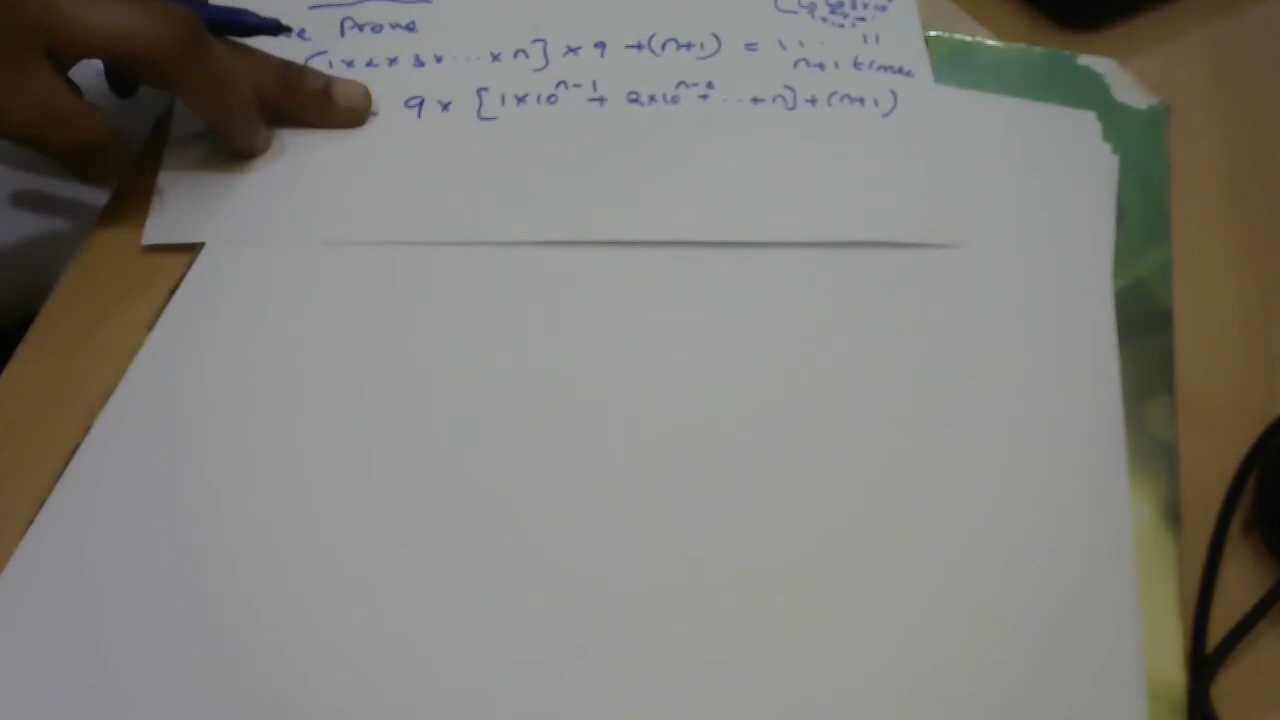 Prove
[1×2×3×...×n] × 9 + (n+1) = 11...11
n+1 times
9 × [1×10^{n-1} + 2×10^{n-2} + ... + n] + (n+1)